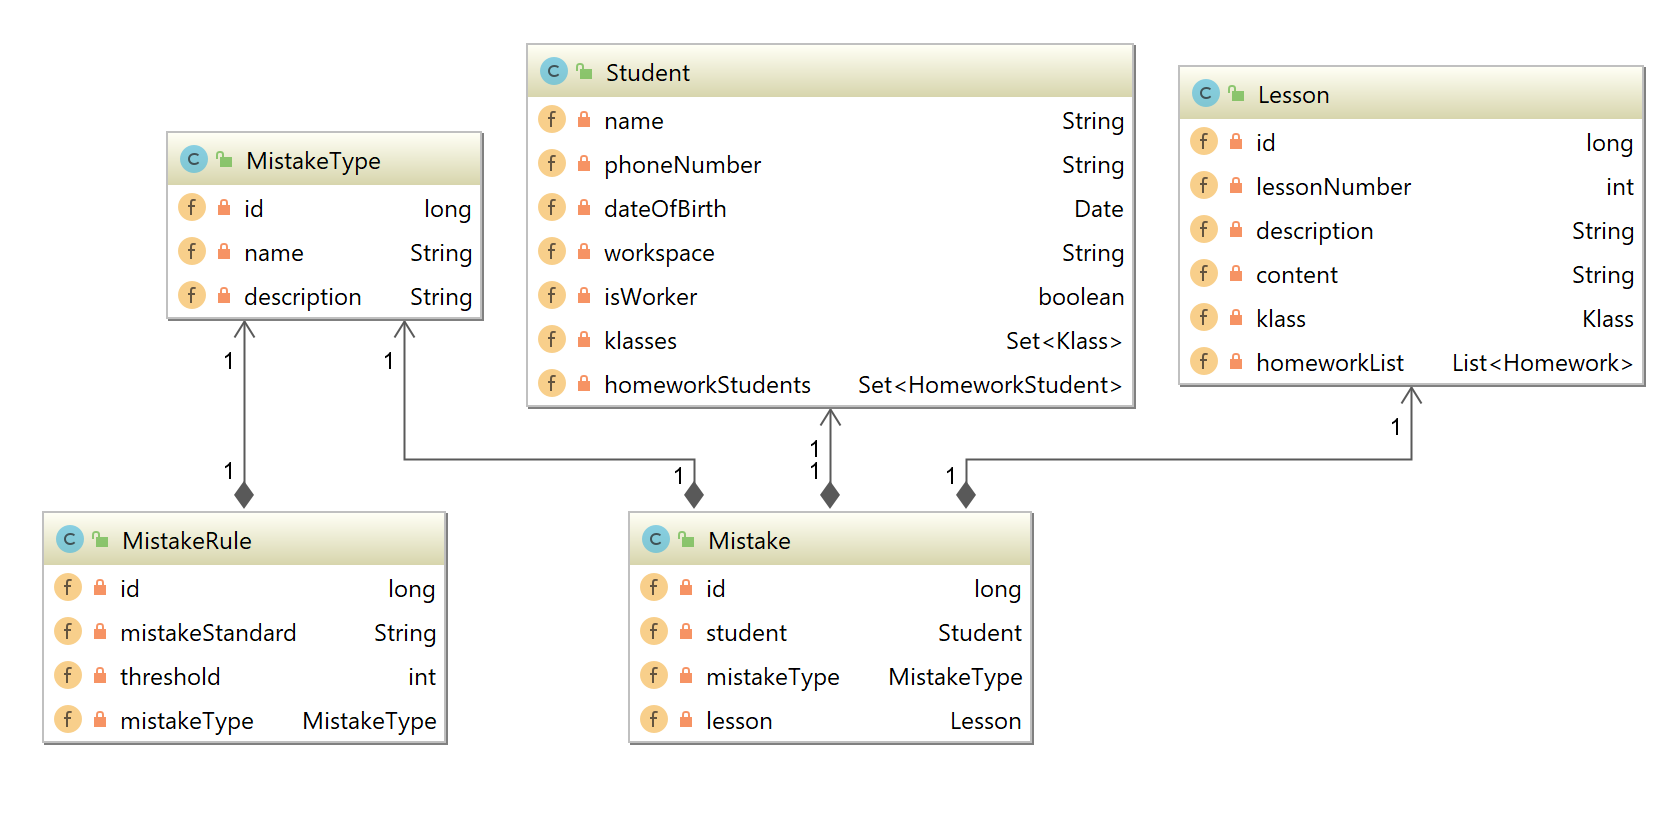 MistakeType
id long
name String
description String
Student
name String
phoneNumber String
dateOfBirth Date
workspace String
isWorker boolean
klasses Set<Klass>
homeworkStudents Set<HomeworkStudent>
Lesson
id long
lessonNumber int
description String
content String
klass Klass
homeworkList List<Homework>
1
1
1
1
1
1
1
1
MistakeRule
id long
mistakeStandard String
threshold int
mistakeType MistakeType
Mistake
id long
student Student
mistakeType MistakeType
lesson Lesson